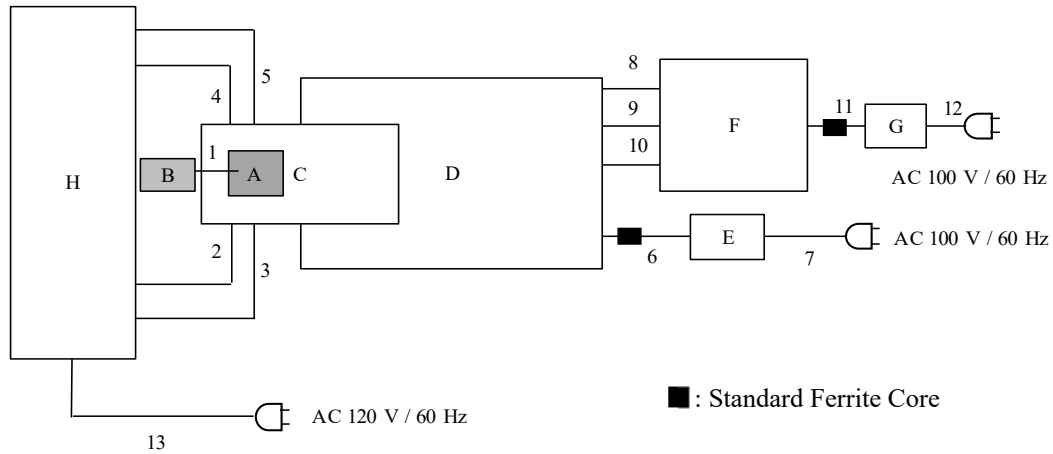 8
5
9
11
12
4
F
G
10
1
H
B
A
C
D
AC 100 V / 60 Hz
2
E
AC 100 V / 60 Hz
3
6
7
■ : Standard Ferrite Core
AC 120 V / 60 Hz
13